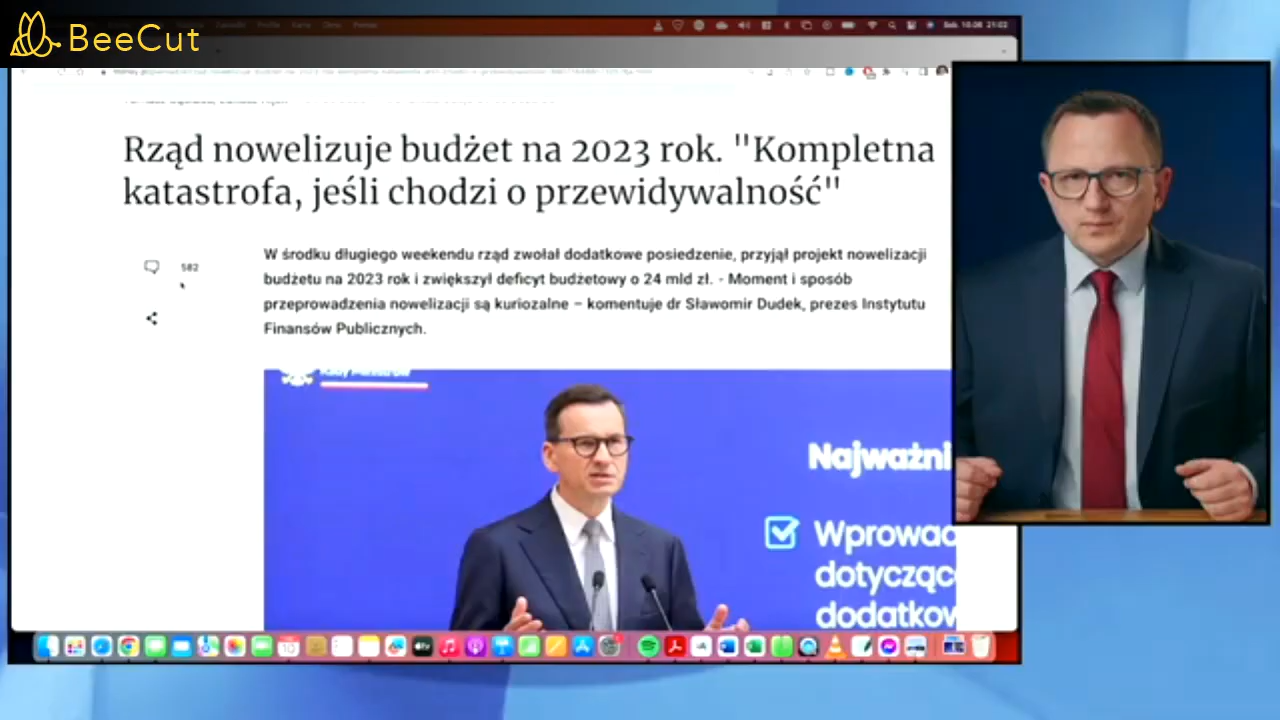 BeeCut
Rząd nowelizuje budżet na 2023 rok. "Kompletna
katastrofa, jeśli chodzi o przewidywalność"
582
W środku długiego weekendu rząd zwołał dodatkowe posiedzenie, przyjął projekt nowelizacji
budżetu na 2023 rok i zwiększył deficyt budżetowy o 24 mld zł. - Moment i sposób
przeprowadzenia nowelizacji są kuriozalne – komentuje dr Sławomir Dudek, prezes Instytutu
Finansów Publicznych.
Najważni
Wprowad
dotycząc
dodatkow